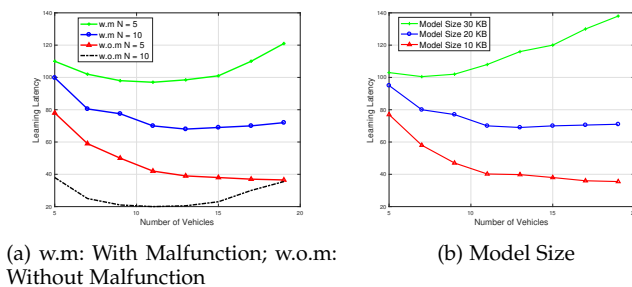 140
120
100
80
60
40
20
5
10
15
20
Learning Latency
Number of Vehicles
w.m N = 5
w.m N = 10
w.o.m N = 5
w.o.m N = 10
(a) w.m: With Malfunction; w.o.m:
Without Malfunction
140
120
100
80
60
40
20
5
10
15
20
Learning Latency
Number of Vehicles
Model Size 30 KB
Model Size 20 KB
Model Size 10 KB
(b) Model Size